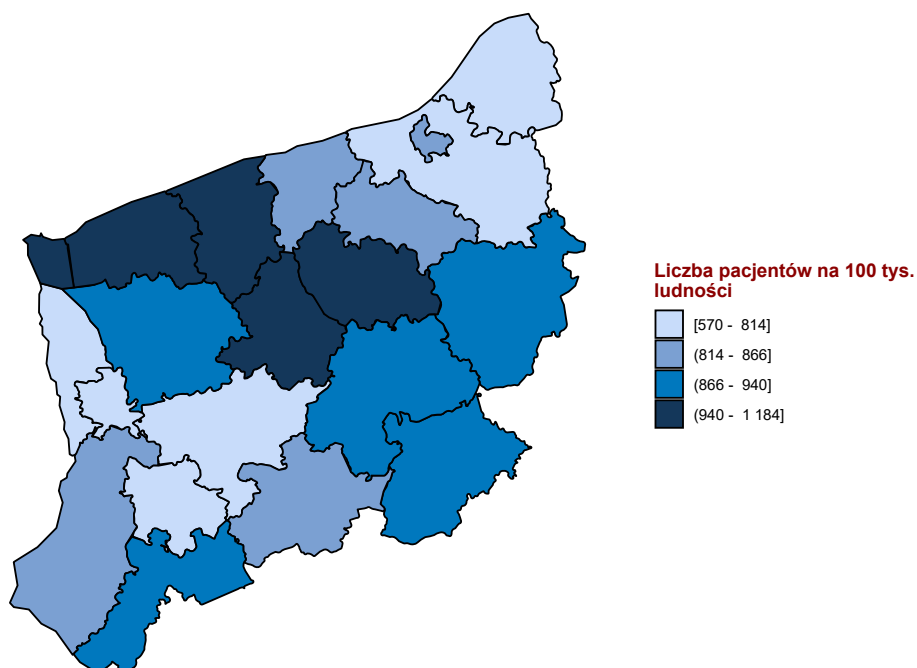 Liczba pacjentów na 100 tys.
ludności
[570 - 814]
(814 - 866]
(866 - 940]
(940 - 1 184]